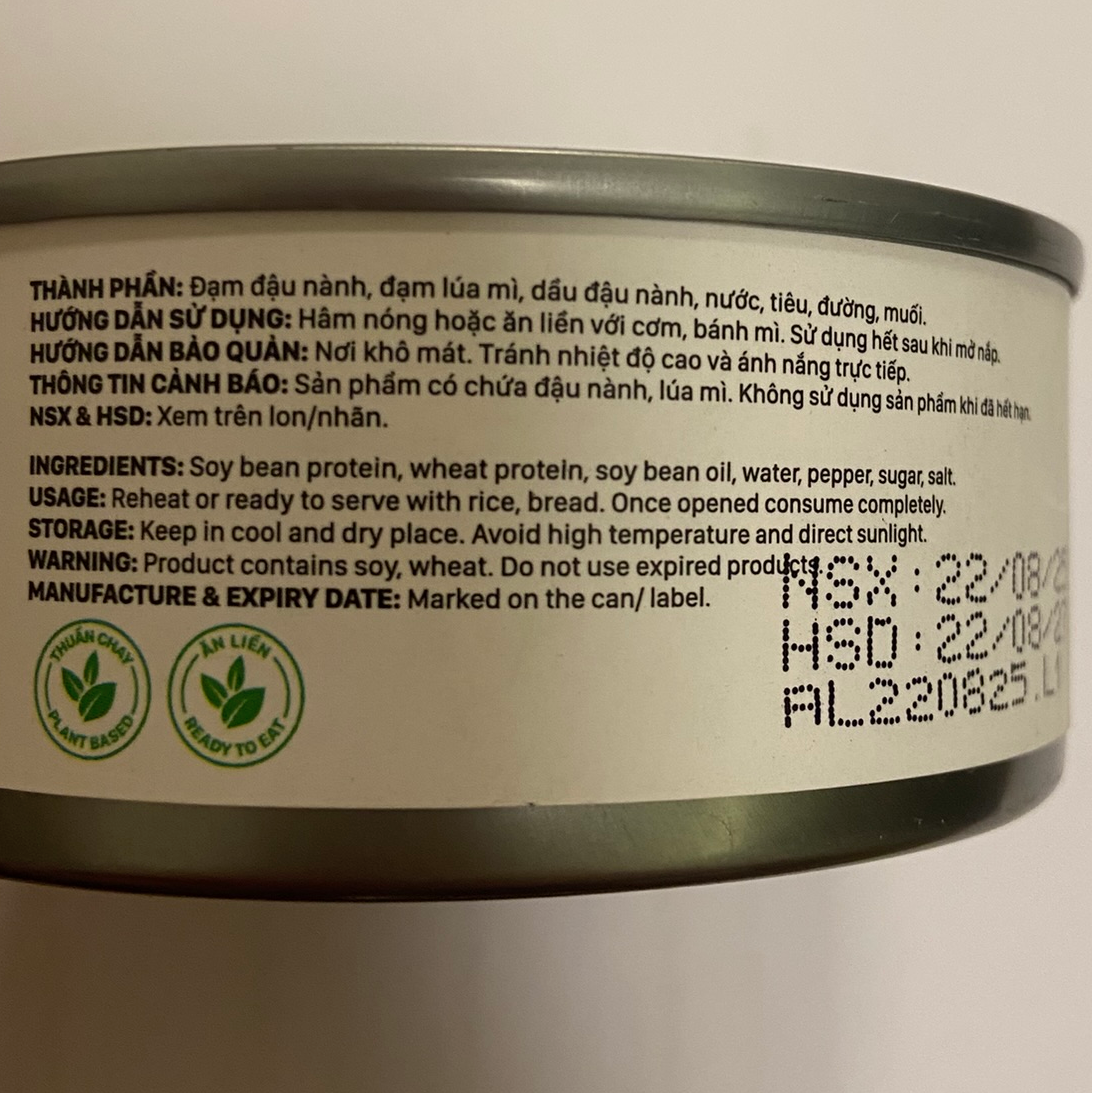 THÀNH PHẦN: Đạm đậu nành, đạm lúa mì, dầu đậu nành, nước, tiêu, đường, muối.
HƯỚNG DẪN SỬ DỤNG: Hâm nóng hoặc ăn liền với cơm, bánh mì. Sử dụng hết sau khi mở nắp.
HƯỚNG DẪN BẢO QUẢN: Nơi khô mát. Tránh nhiệt độ cao và ánh nắng trực tiếp.
THÔNG TIN CẢNH BÁO: Sản phẩm có chứa đậu nành, lúa mì. Không sử dụng sản phẩm khi đã hết hạn.
NSX & HSD: Xem trên lon/nhãn.
INGREDIENTS: Soy bean protein, wheat protein, soy bean oil, water, pepper, sugar, salt.
USAGE: Reheat or ready to serve with rice, bread. Once opened consume completely.
STORAGE: Keep in cool and dry place. Avoid high temperature and direct sunlight.
WARNING: Product contains soy, wheat. Do not use expired products.
MANUFACTURE & EXPIRY DATE: Marked on the can/ label.
NSX: 22/08/
HSD: 22/08/
AL220825.L1
THUẦN CHAY
PLANT BASED
ĂN LIỀN
READY TO EAT